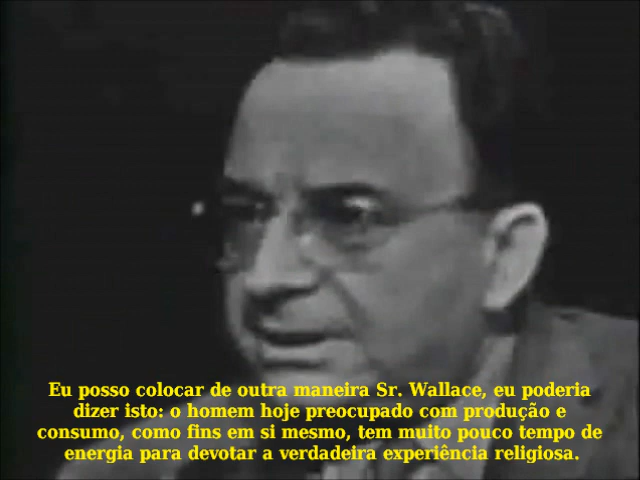 Eu posso colocar de outra maneira Sr. Wallace, eu poderia
dizer isto: o homem hoje preocupado com produção e
consumo, como fins em si mesmo, tem muito pouco tempo de
energia para devotar a verdadeira experiência religiosa.